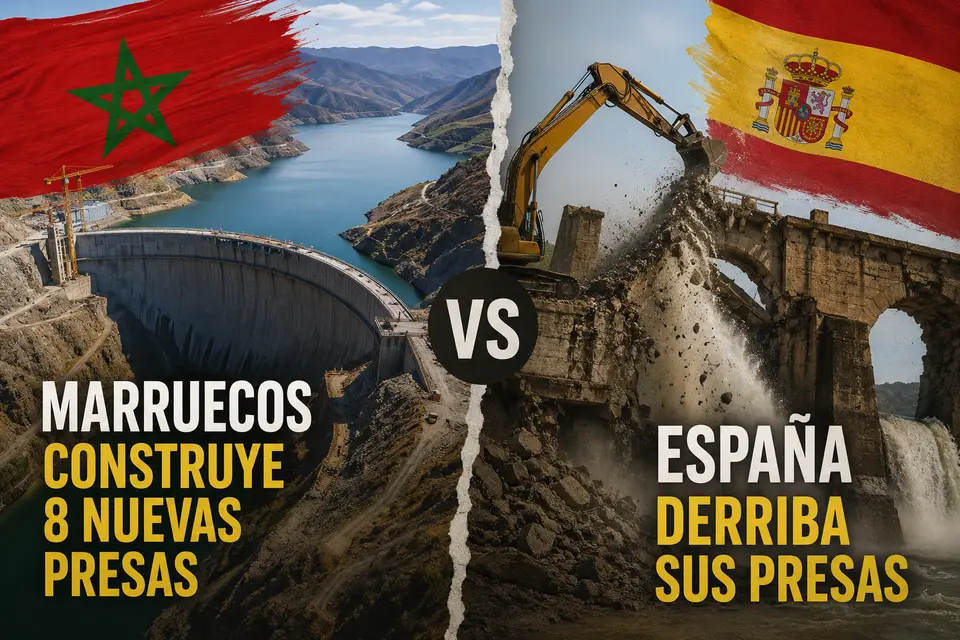 MARRUECOS
CONSTRUYE
8 NUEVAS
PRESAS
VS
ESPAÑA
DERRIBA
SUS PRESAS